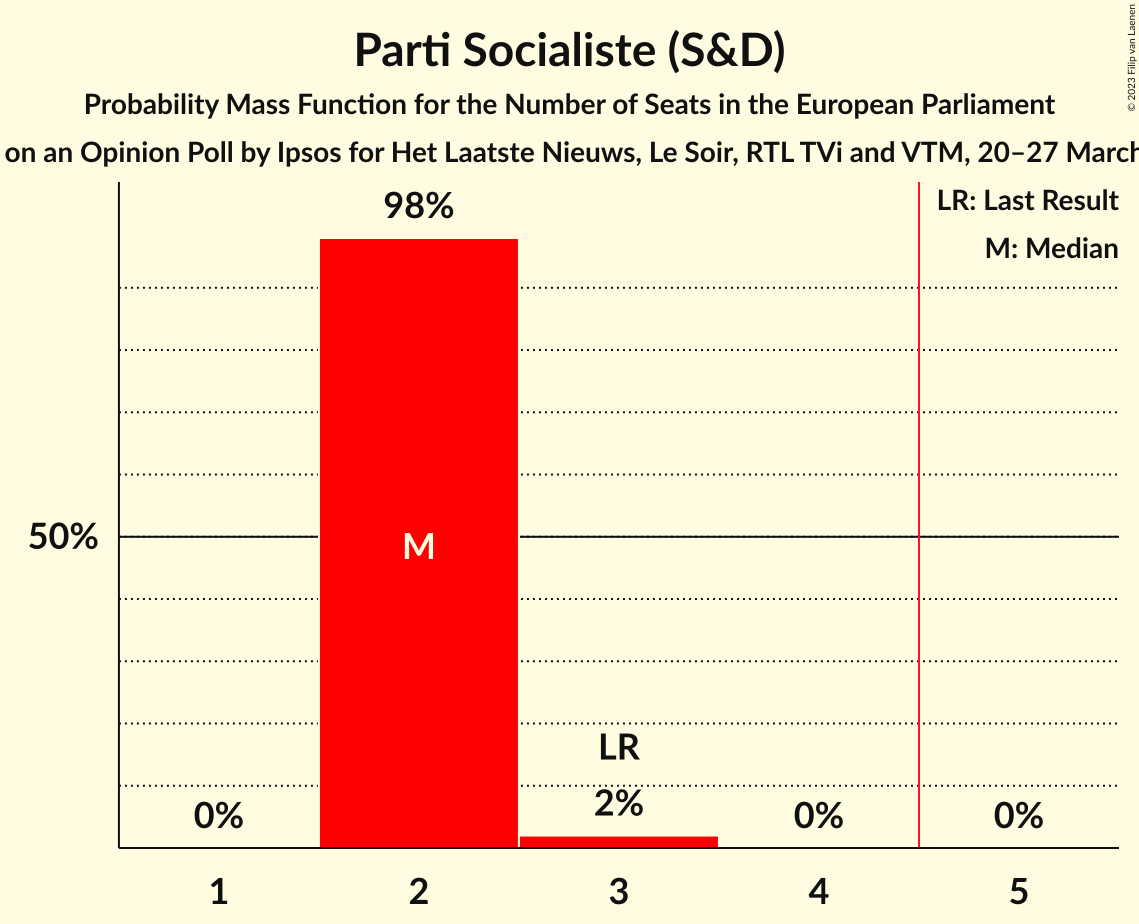 Parti Socialiste (S&D)
Probability Mass Function for the Number of Seats in the European Parliament
on an Opinion Poll by Ipsos for Het Laatste Nieuws, Le Soir, RTL TVi and VTM, 20–27 March
© 2023 Filip van Laenen
LR: Last Result
M: Median
98%
50%
M
LR
0%
2%
0%
0%
1
2
3
4
5